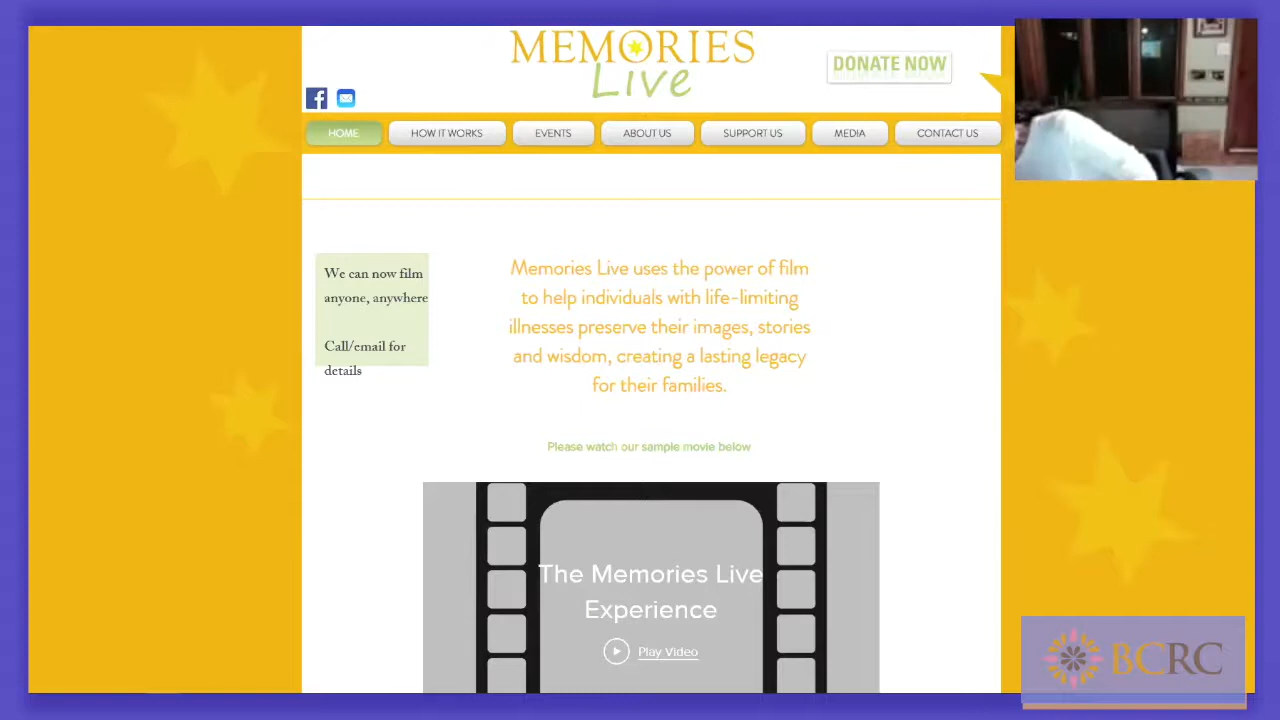 MEMORIES
Live
DONATE NOW
HOME
HOW IT WORKS
EVENTS
ABOUT US
SUPPORT US
MEDIA
CONTACT US
We can now film
anyone, anywhere
Call/email for
details
Memories Live uses the power of film
to help individuals with life-limiting
illnesses preserve their images, stories
and wisdom, creating a lasting legacy
for their families.
Please watch our sample movie below
The Memories Live
Experience
Play Video
BCRC